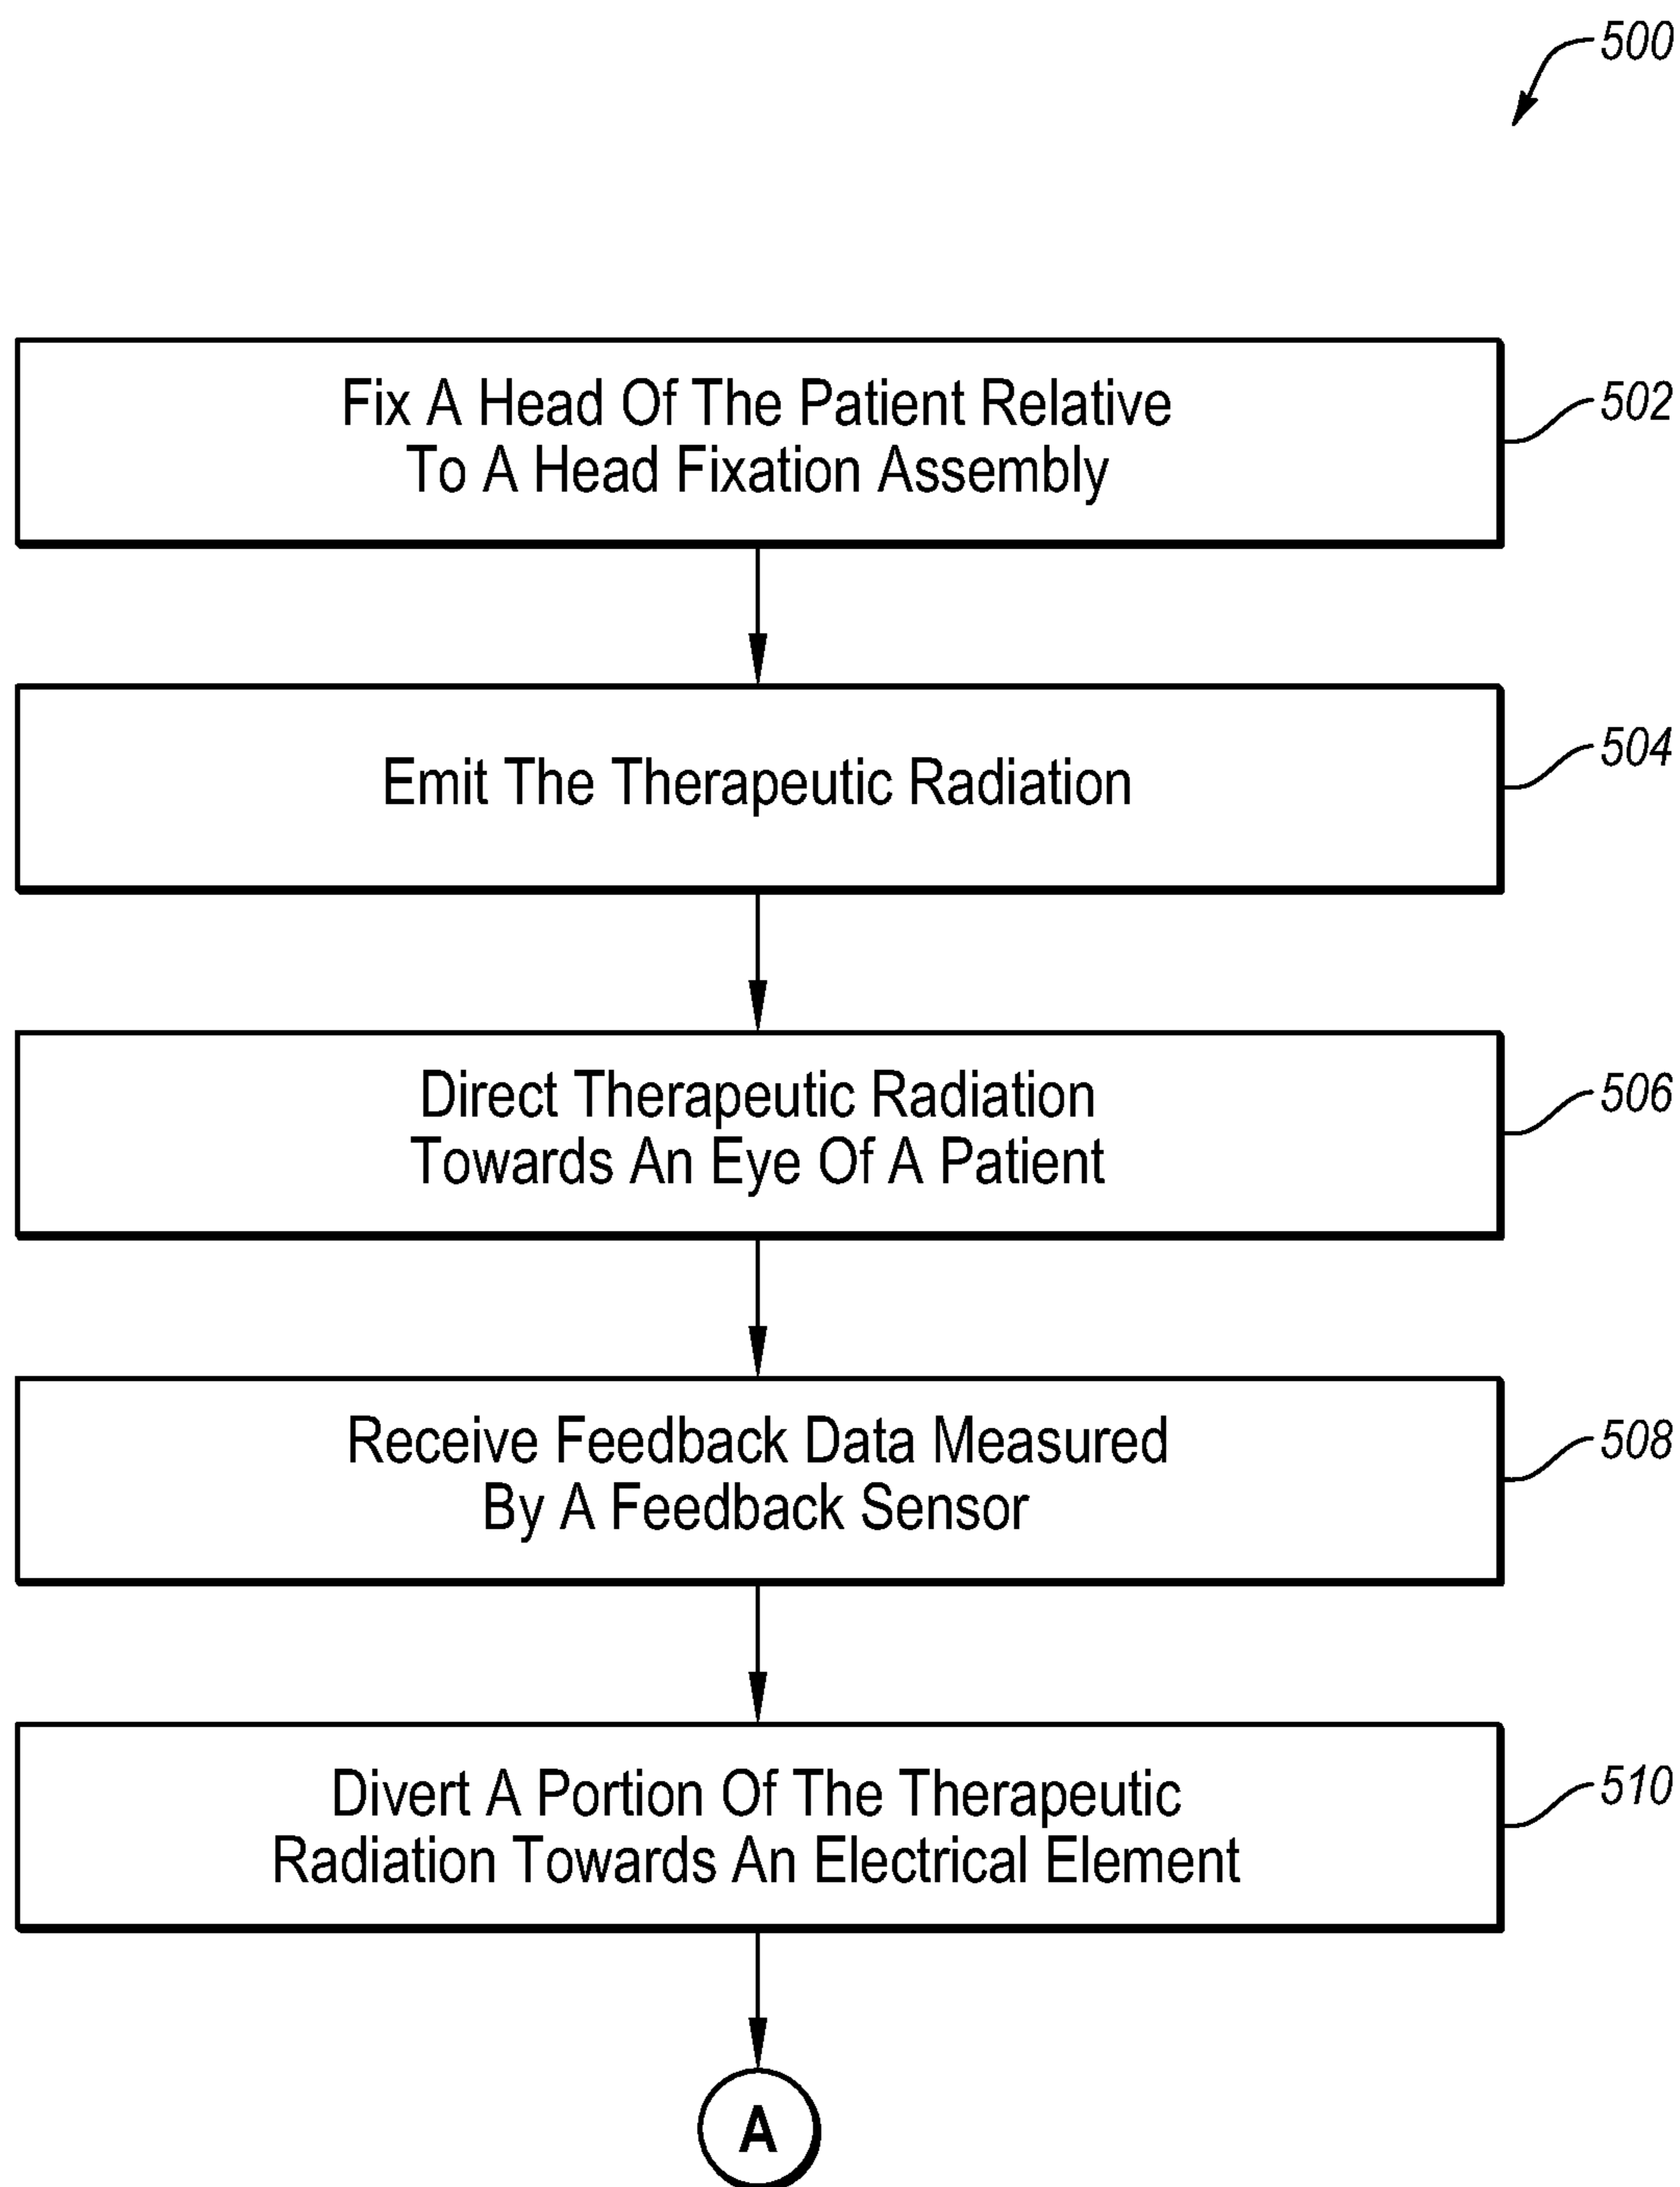 500
Fix A Head Of The Patient Relative
To A Head Fixation Assembly
502
Emit The Therapeutic Radiation
504
Direct Therapeutic Radiation
Towards An Eye Of A Patient
506
Receive Feedback Data Measured
By A Feedback Sensor
508
Divert A Portion Of The Therapeutic
Radiation Towards An Electrical Element
510
A